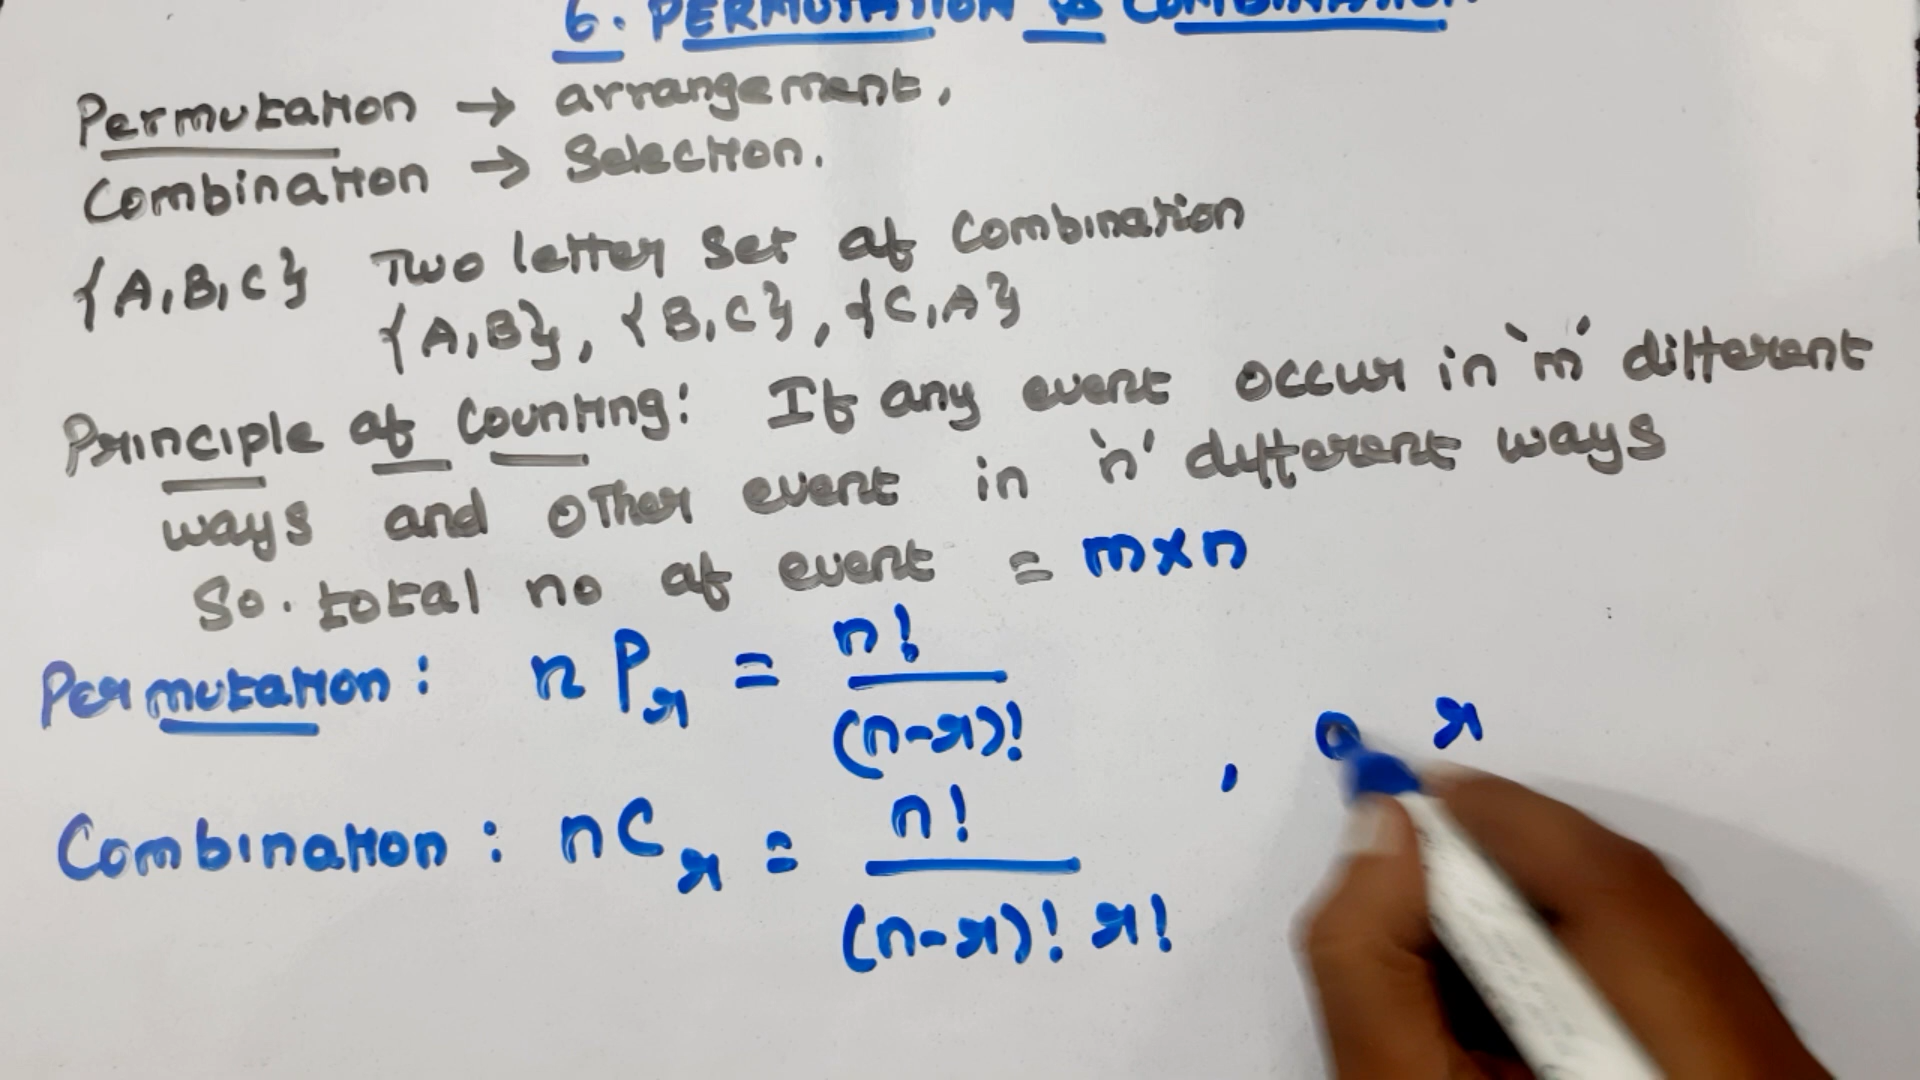 6. PERMUTATION & COMBINATION
Permutation → arrangement,
Combination → Selection.
{A,B,C} Two letter set of Combination
{A,B}, {B,C}, {C,A}
Principle of Counting: If any event occur in 'm' different
ways and other event in 'n' different ways
So. total no of event = m×n
Permutation: nPr = n!/(n-r)!
, 0 r
Combination: nCr = n!/(n-r)! r!